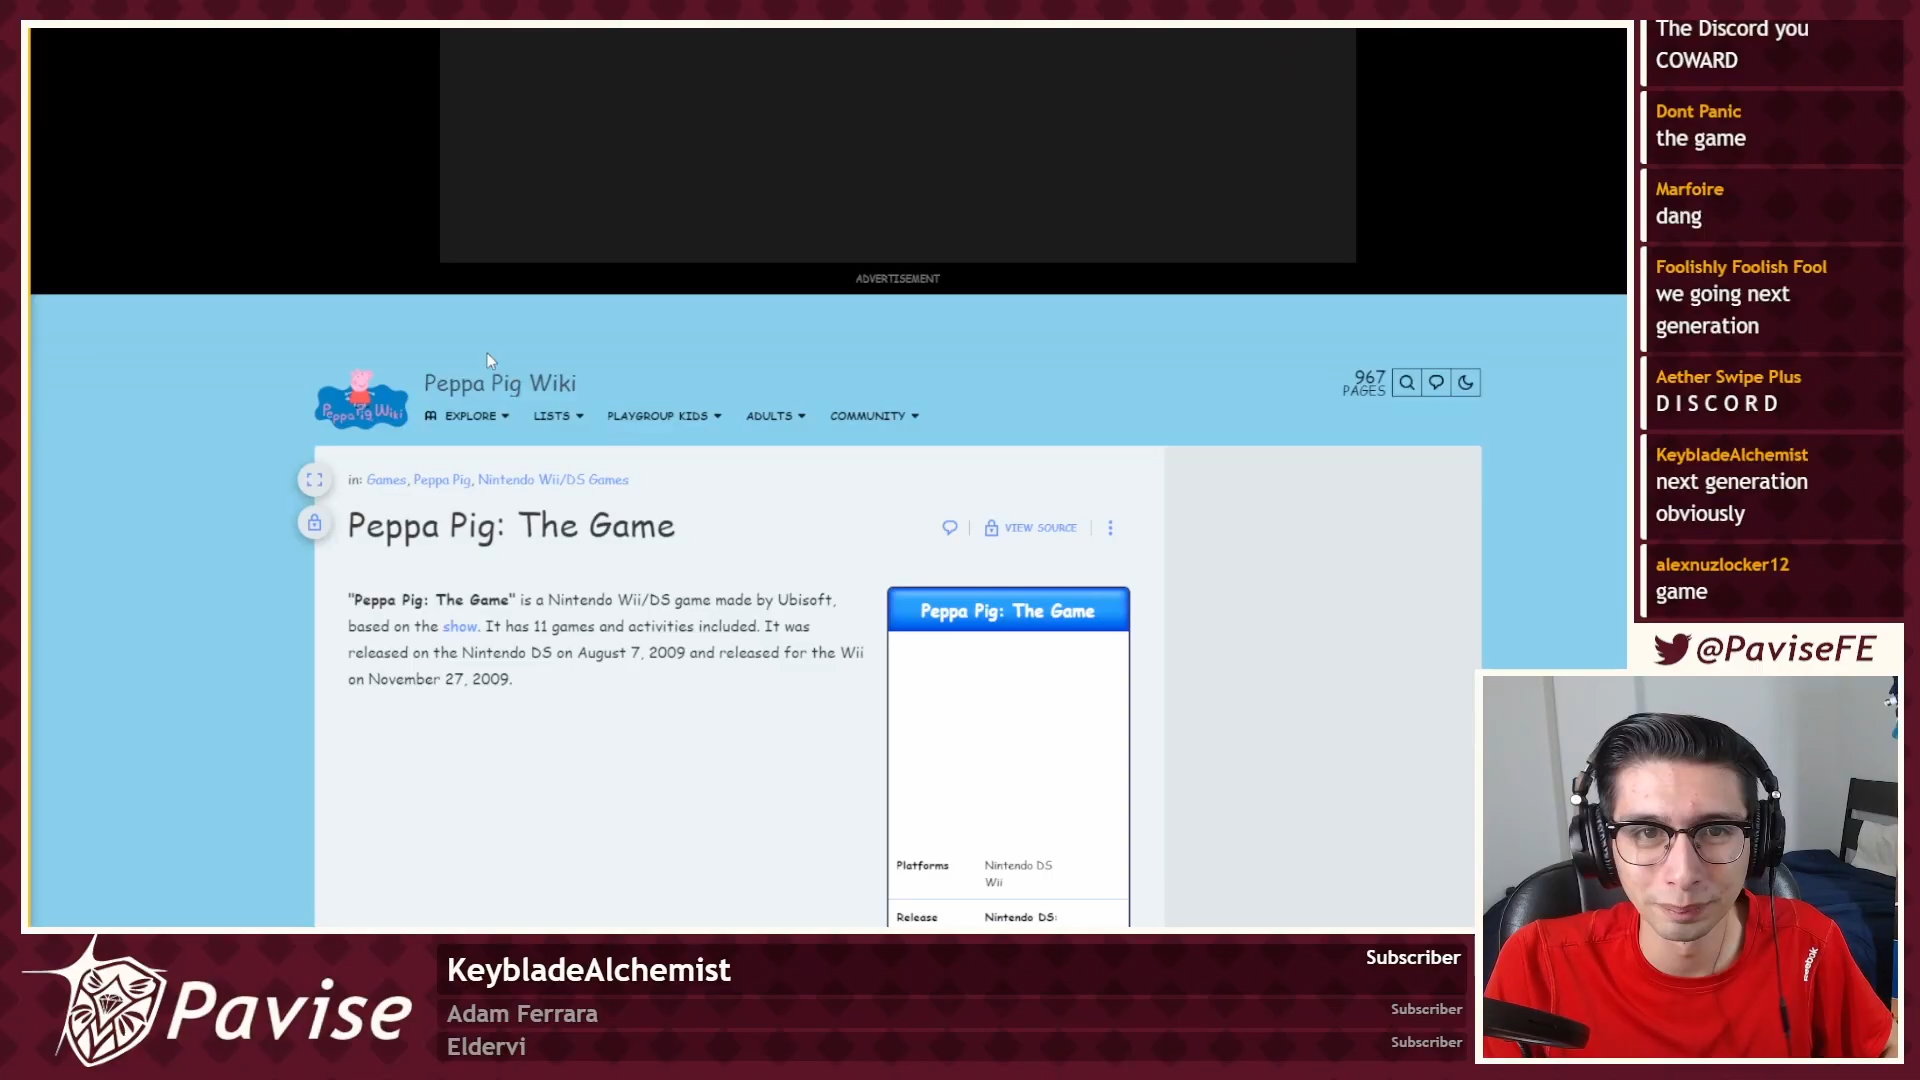 ADVERTISEMENT
Peppa Pig Wiki
Peppa Pig Wiki
EXPLORE
LISTS
PLAYGROUP KIDS
ADULTS
COMMUNITY
967
PAGES
in: Games, Peppa Pig, Nintendo Wii/DS Games
Peppa Pig: The Game
VIEW SOURCE
"Peppa Pig: The Game" is a Nintendo Wii/DS game made by Ubisoft,
based on the show. It has 11 games and activities included. It was
released on the Nintendo DS on August 7, 2009 and released for the Wii
on November 27, 2009.
Peppa Pig: The Game
Platforms
Nintendo DS
Wii
Release
Nintendo DS:
The Discord you
COWARD
Dont Panic
the game
Marfoire
dang
Foolishly Foolish Fool
we going next
generation
Aether Swipe Plus
D I S C O R D
KeybladeAlchemist
next generation
obviously
alexnuzlocker12
game
@PaviseFE
Reebok
Pavise
KeybladeAlchemist
Subscriber
Adam Ferrara
Subscriber
Eldervi
Subscriber